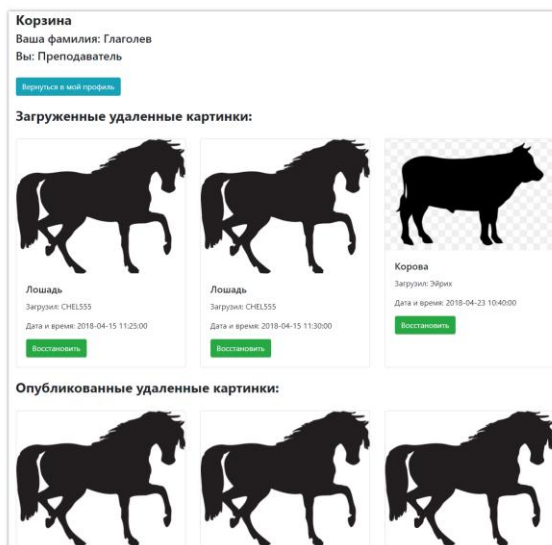 Корзина
Ваша фамилия: Глаголев
Вы: Преподаватель
Вернуться в мой профиль
Загруженные удаленные картинки:
Лошадь
Загрузил: CHEL555
Дата и время: 2018-04-15 11:25:00
Восстановить
Лошадь
Загрузил: CHEL555
Дата и время: 2018-04-15 11:30:00
Восстановить
Корова
Загрузил: Эйрих
Дата и время: 2018-04-23 10:40:00
Восстановить
Опубликованные удаленные картинки: